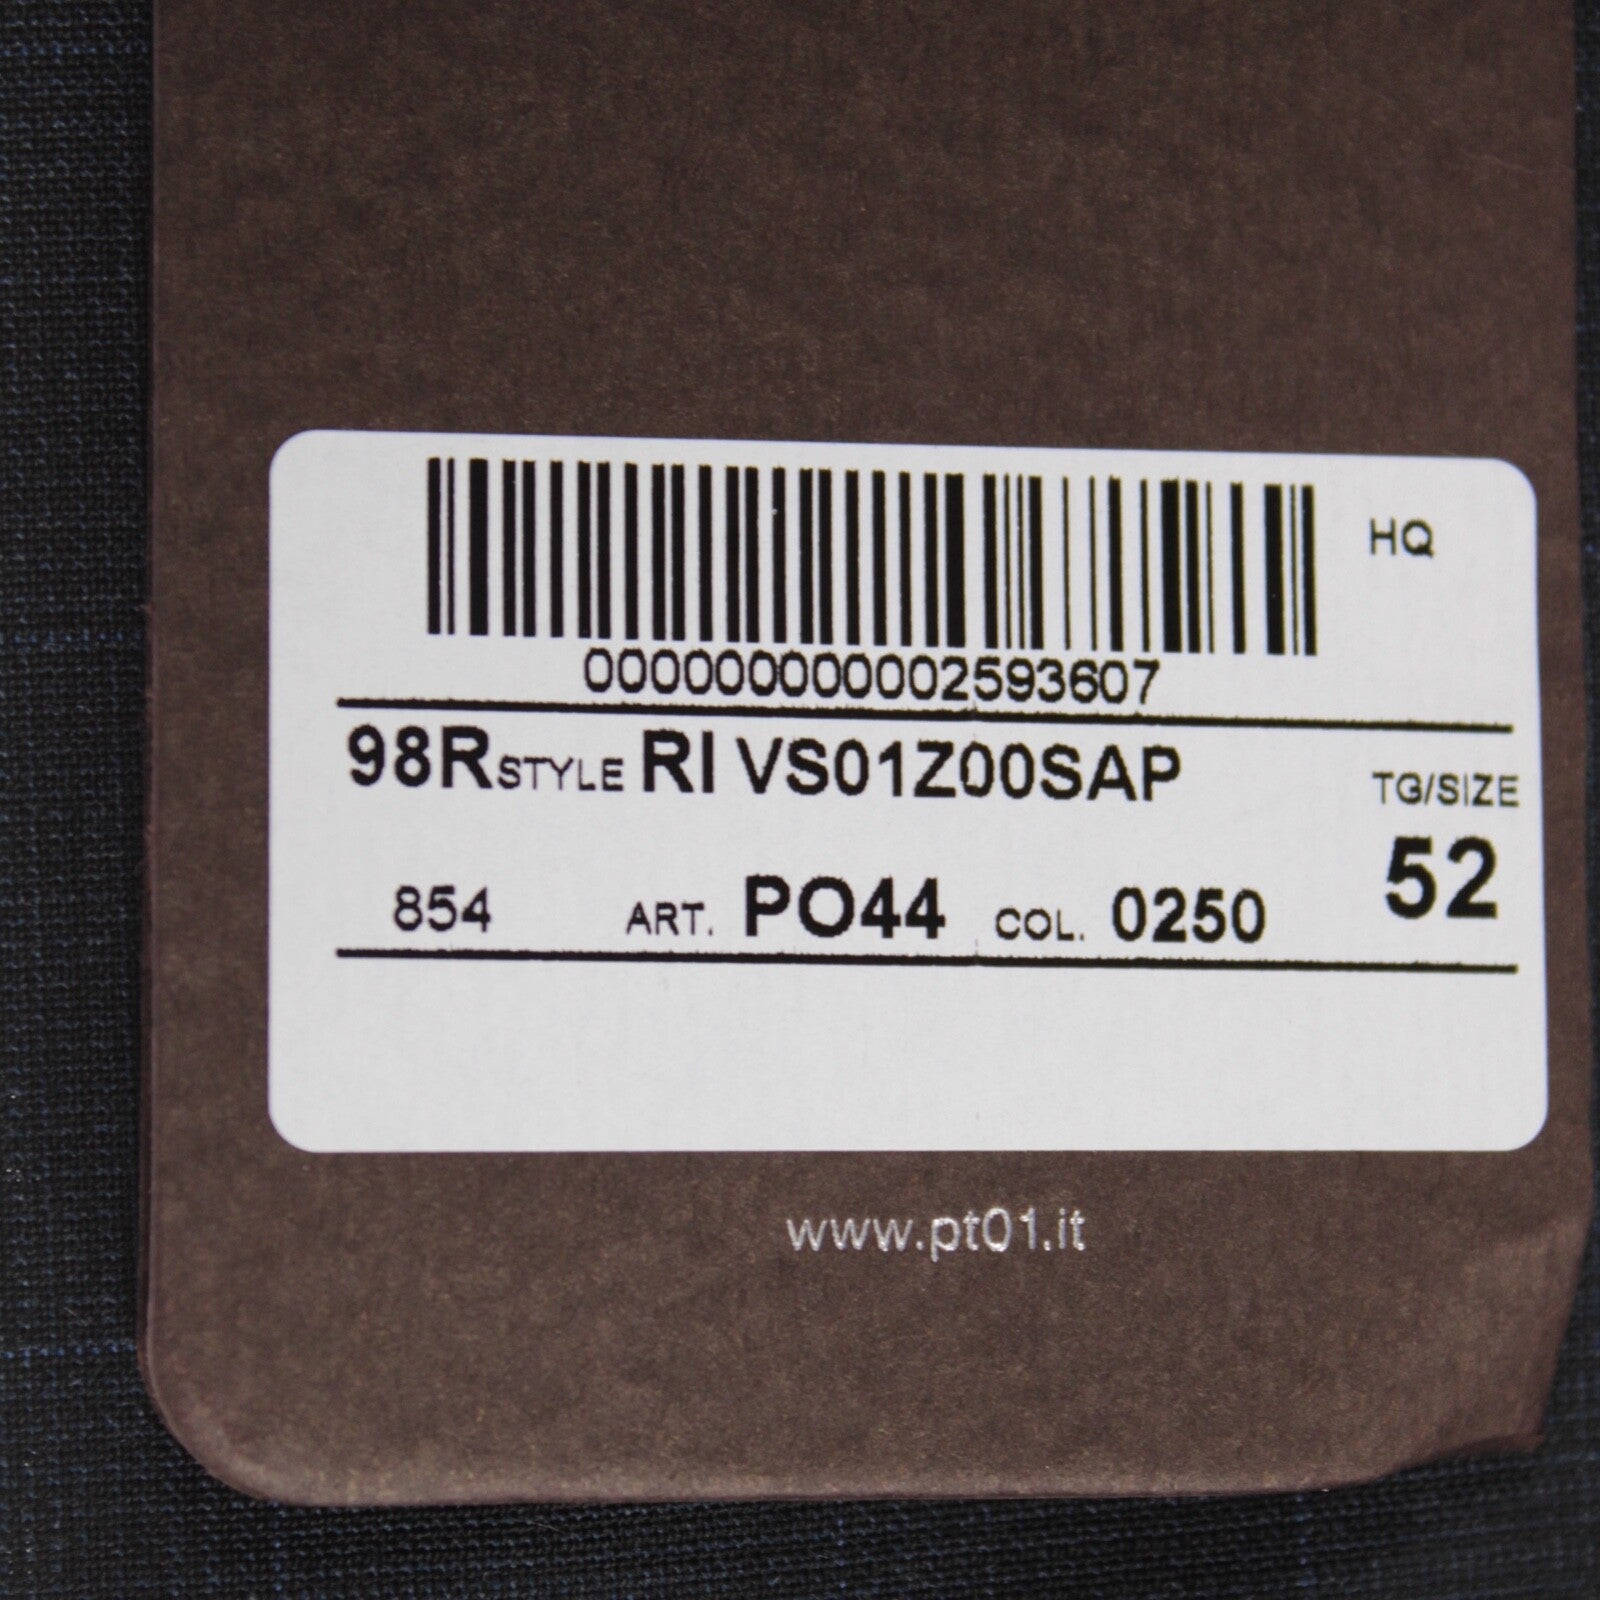 HQ
000000000002593607
98R STYLE RI VS01Z00SAP
TG/SIZE
52
854 ART. PO44 COL. 0250
www.pt01.it